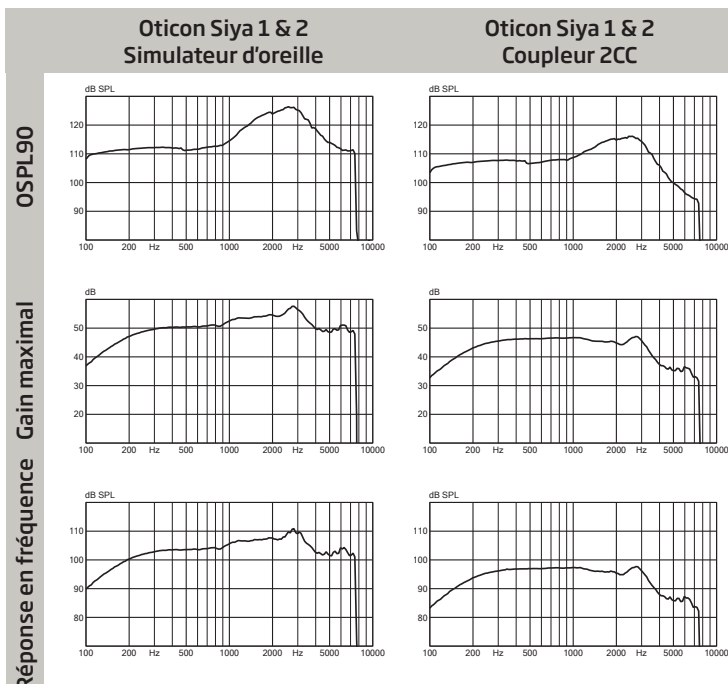 Oticon Siya 1 & 2
Simulateur d'oreille
Oticon Siya 1 & 2
Coupleur 2CC
OSPL90
dB SPL
120
110
100
90
100 200 Hz 500 1000 2000 Hz 5000 10000
dB SPL
120
110
100
90
100 200 Hz 500 1000 2000 Hz 5000 10000
Gain maximal
dB
50
40
30
20
100 200 Hz 500 1000 2000 Hz 5000 10000
dB
50
40
30
20
100 200 Hz 500 1000 2000 Hz 5000 10000
Réponse en fréquence
dB SPL
110
100
90
80
100 200 Hz 500 1000 2000 Hz 5000 10000
dB SPL
110
100
90
80
100 200 Hz 500 1000 2000 Hz 5000 10000